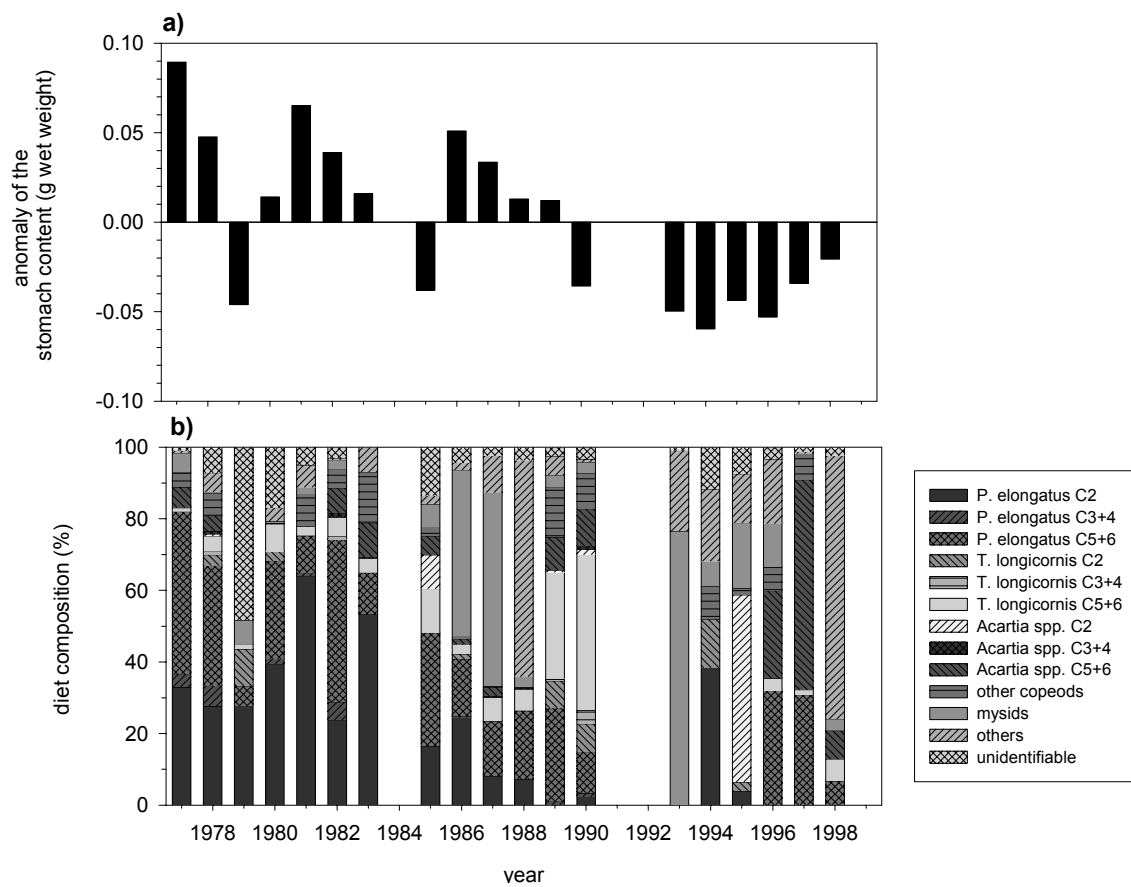 a)
anomaly of the
stomach content (g wet weight)
0.10
0.05
0.00
-0.05
-0.10
b)
diet composition (%)
100
80
60
40
20
0
1978 1980 1982 1984 1986 1988 1990 1992 1994 1996 1998
year
P. elongatus C2
P. elongatus C3+4
P. elongatus C5+6
T. longicornis C2
T. longicornis C3+4
T. longicornis C5+6
Acartia spp. C2
Acartia spp. C3+4
Acartia spp. C5+6
other copeods
mysids
others
unidentifiable